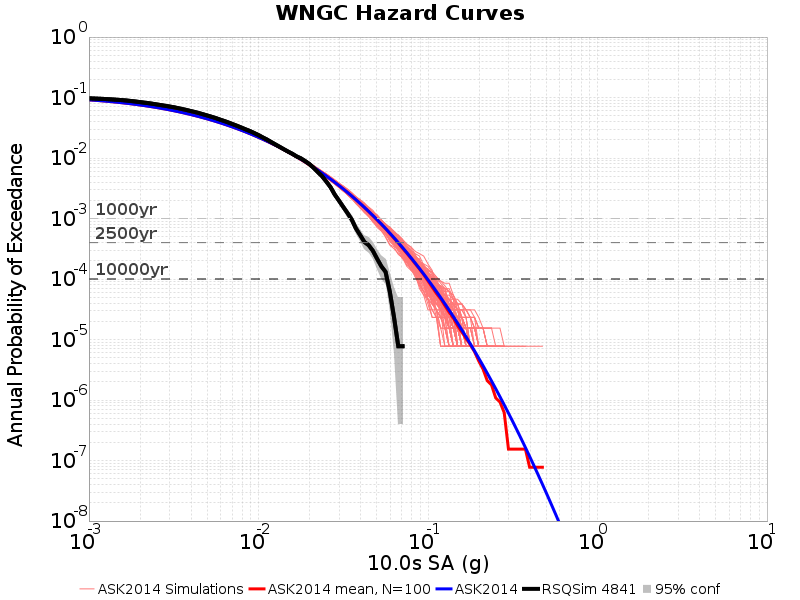 WNGC Hazard Curves
Annual Probability of Exceedance
10^0
10^-1
10^-2
10^-3
10^-4
10^-5
10^-6
10^-7
10^-8
1000yr
2500yr
10000yr
10^-3 10^-2 10^-1 10^0 10^1
10.0s SA (g)
ASK2014 Simulations ASK2014 mean, N=100 ASK2014 RSQSim 4841 95% conf